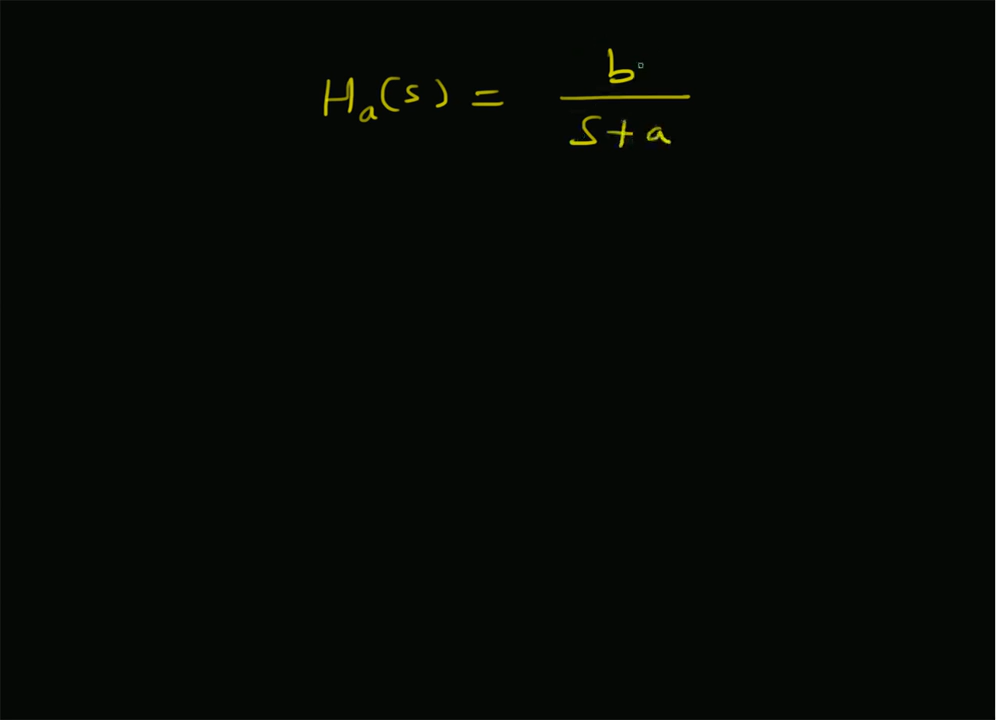 Hₐ(s) = b / (s + a)